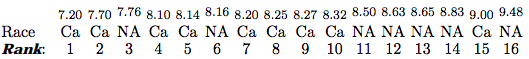 7.20 7.70 7.76 8.10 8.14 8.16 8.20 8.25 8.27 8.32 8.50 8.63 8.65 8.83 9.00 9.48
Race Ca Ca NA Ca Ca NA Ca Ca Ca Ca NA NA NA NA Ca NA
Rank: 1 2 3 4 5 6 7 8 9 10 11 12 13 14 15 16